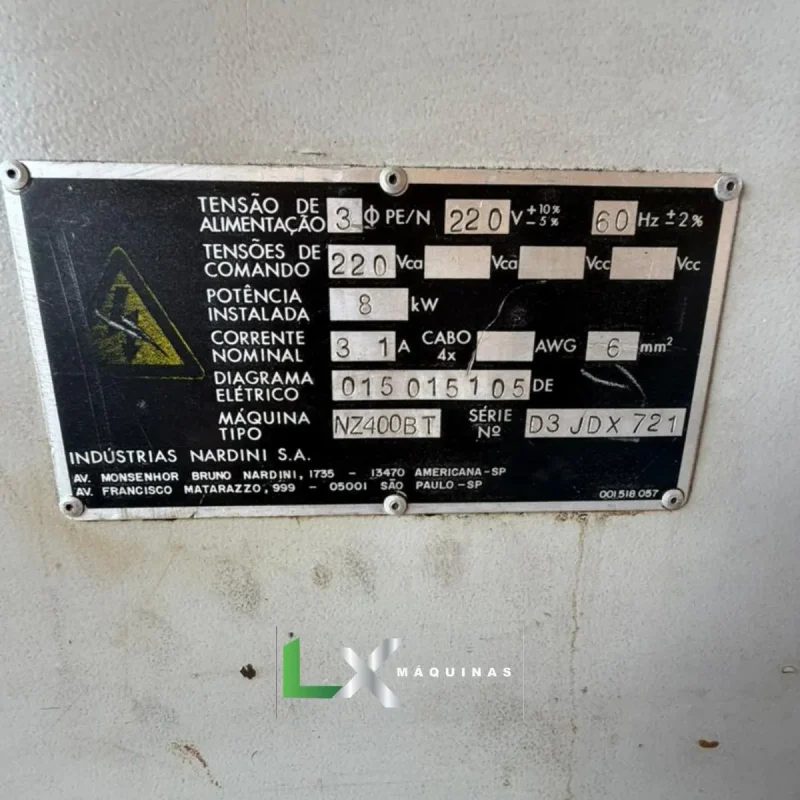 TENSÃO DE ALIMENTAÇÃO 3 Φ PE/N 220 V +10% -5% 60 Hz ±2%
TENSÕES DE COMANDO 220 Vca Vca Vcc Vcc
POTÊNCIA INSTALADA 8 kW
CORRENTE NOMINAL 31 A CABO 4x AWG 6 mm²
DIAGRAMA ELÉTRICO 015015105 DE
MÁQUINA TIPO NZ400BT SÉRIE Nº D3 JDX 721
INDÚSTRIAS NARDINI S.A.
AV. MONSENHOR BRUNO NARDINI, 1735 - 13470 AMERICANA-SP
AV. FRANCISCO MATARAZZO, 999 - 05001 SÃO PAULO-SP
001.518.057
LX MÁQUINAS